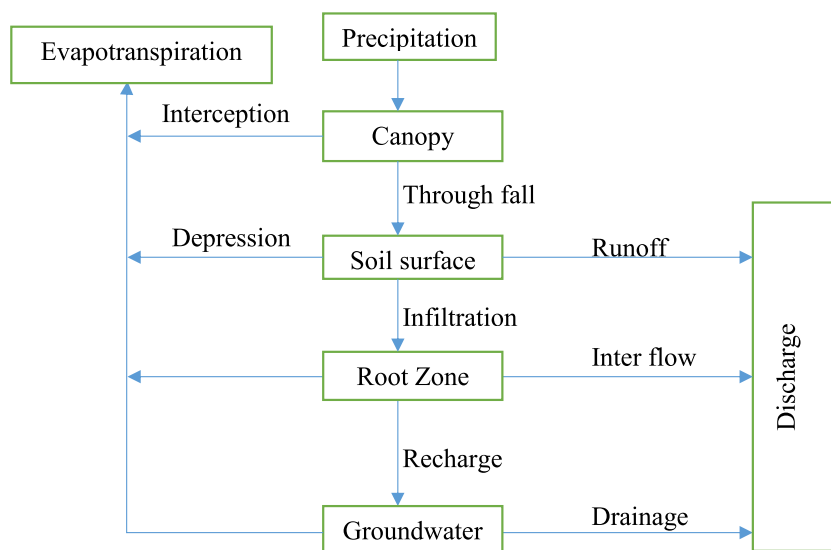 Precipitation
Evapotranspiration
Interception
Canopy
Through fall
Depression
Soil surface
Runoff
Infiltration
Root Zone
Inter flow
Discharge
Recharge
Groundwater
Drainage